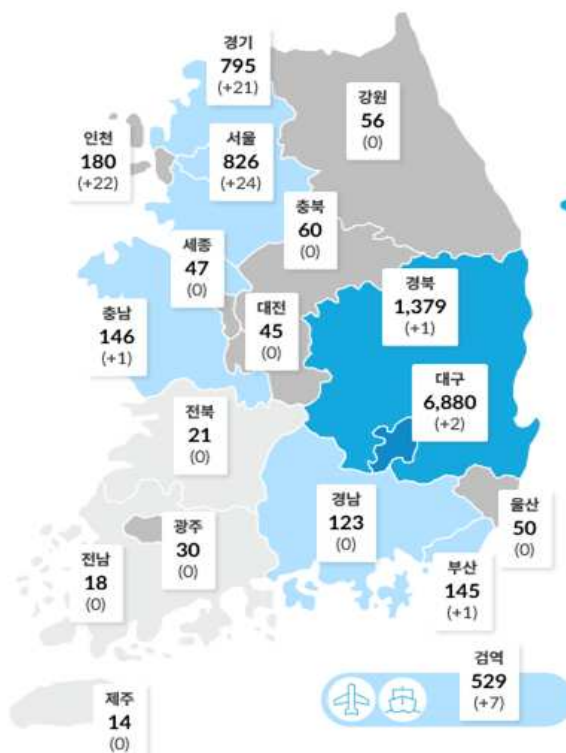 경기
795
(+21)
강원
56
(0)
인천
180
(+22)
서울
826
(+24)
충북
60
(0)
세종
47
(0)
경북
1,379
(+1)
충남
146
(+1)
대전
45
(0)
대구
6,880
(+2)
전북
21
(0)
경남
123
(0)
울산
50
(0)
광주
30
(0)
전남
18
(0)
부산
145
(+1)
검역
529
(+7)
제주
14
(0)